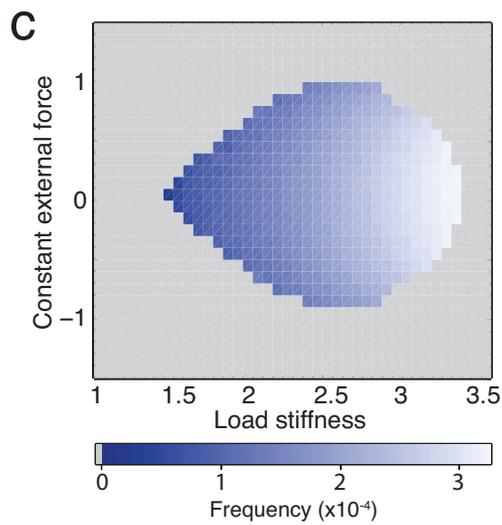 C
Constant external force
1
0
−1
1 1.5 2 2.5 3 3.5
Load stiffness
0 1 2 3
Frequency (x10⁻⁴)